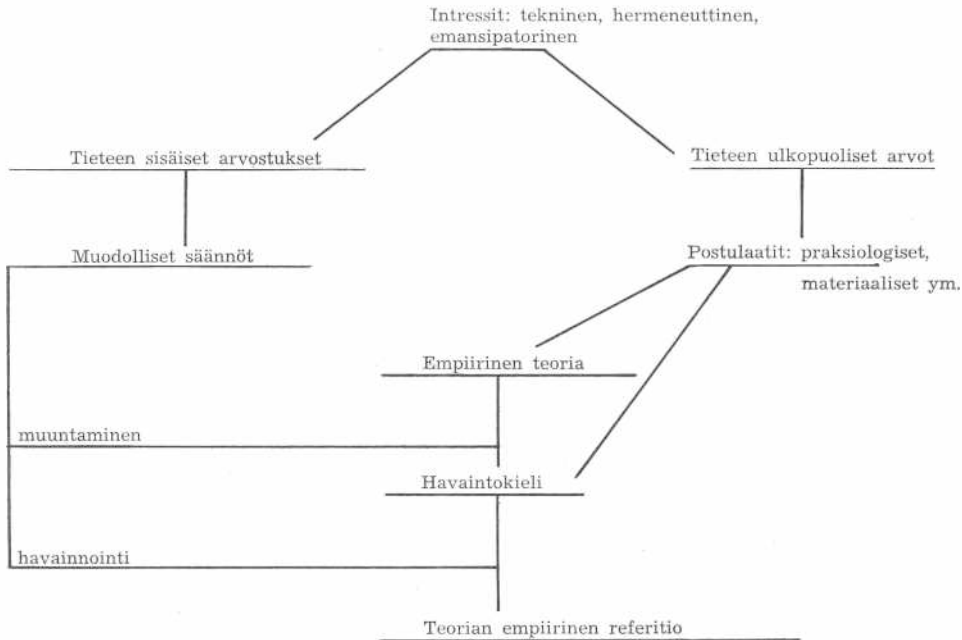 Intressit: tekninen, hermeneuttinen,
emansipatorinen
Tieteen sisäiset arvostukset
Tieteen ulkopuoliset arvot
Muodolliset säännöt
Postulaatit: praksiologiset,
materiaaliset ym.
Empiirinen teoria
muuntaminen
Havaintokieli
havainnointi
Teorian empiirinen referitio